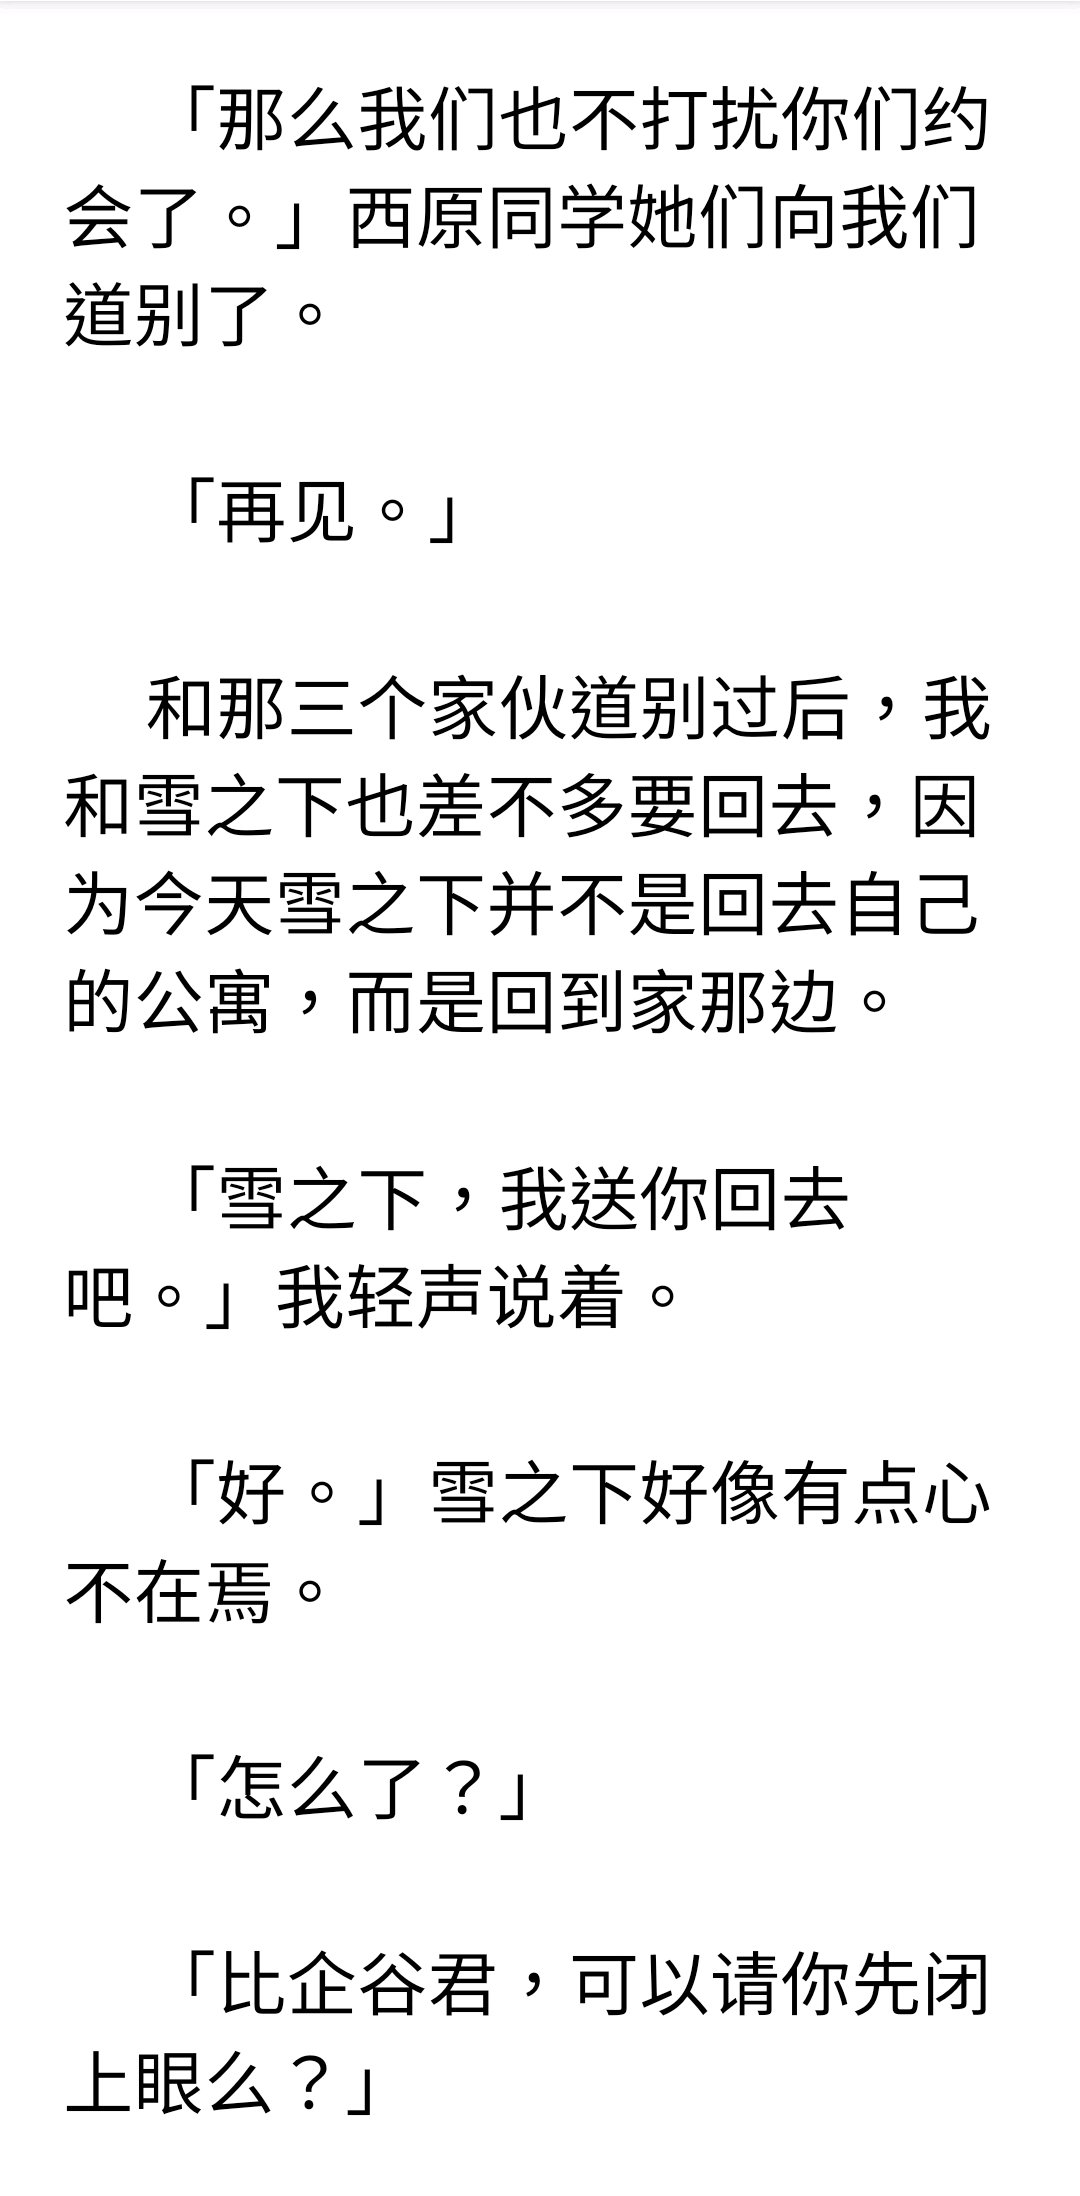 「那么我们也不打扰你们约
会了。」西原同学她们向我们
道别了。
「再见。」
和那三个家伙道别过后，我
和雪之下也差不多要回去，因
为今天雪之下并不是回去自己
的公寓，而是回到家那边。
「雪之下，我送你回去
吧。」我轻声说着。
「好。」雪之下好像有点心
不在焉。
「怎么了？」
「比企谷君，可以请你先闭
上眼么？」